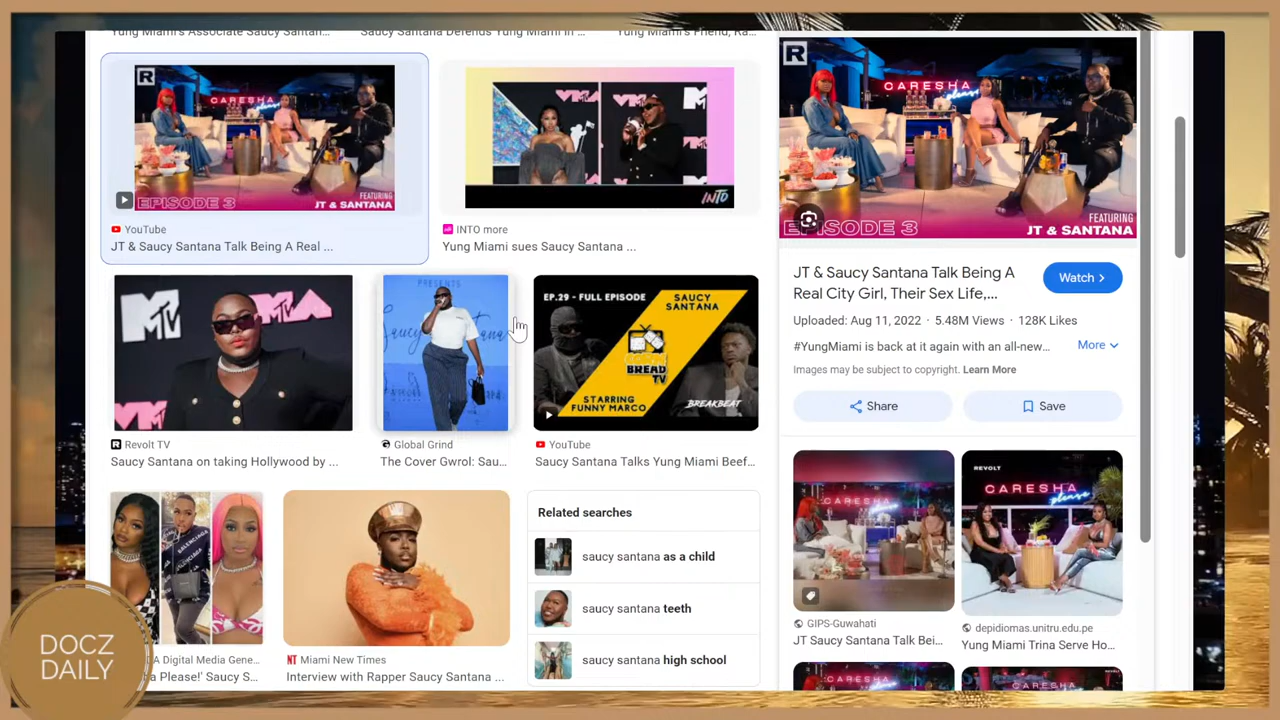 Yung Miami's Associate Saucy Santan...
Saucy Santana Defends Yung Miami in ...
Yung Miami's Friend, Ra...
R
CARESHA
please
EPISODE 3
FEATURING
JT & SANTANA
YouTube
JT & Saucy Santana Talk Being A Real ...
INTO
INTO more
Yung Miami sues Saucy Santana ...
Revolt TV
Saucy Santana on taking Hollywood by ...
PRESENTS
Global Grind
The Cover Gwrol: Sau...
EP.29 - FULL EPISODE
SAUCY
SANTANA
BREAD
TV
STARRING
FUNNY MARCO
BREAKBEAT
YouTube
Saucy Santana Talks Yung Miami Beef...
A Digital Media Gene...
a Please!' Saucy S...
NT Miami New Times
Interview with Rapper Saucy Santana ...
Related searches
saucy santana as a child
saucy santana teeth
saucy santana high school
R
CARESHA
please
EPISODE 3
FEATURING
JT & SANTANA
JT & Saucy Santana Talk Being A
Real City Girl, Their Sex Life,...
Watch
Uploaded: Aug 11, 2022 · 5.48M Views · 128K Likes
#YungMiami is back at it again with an all-new...
More
Images may be subject to copyright. Learn More
Share
Save
CARESHA
please
GIPS-Guwahati
JT Saucy Santana Talk Bei...
REVOLT
CARESHA
please
depidiomas.unitru.edu.pe
Yung Miami Trina Serve Ho...
DOCZ
DAILY